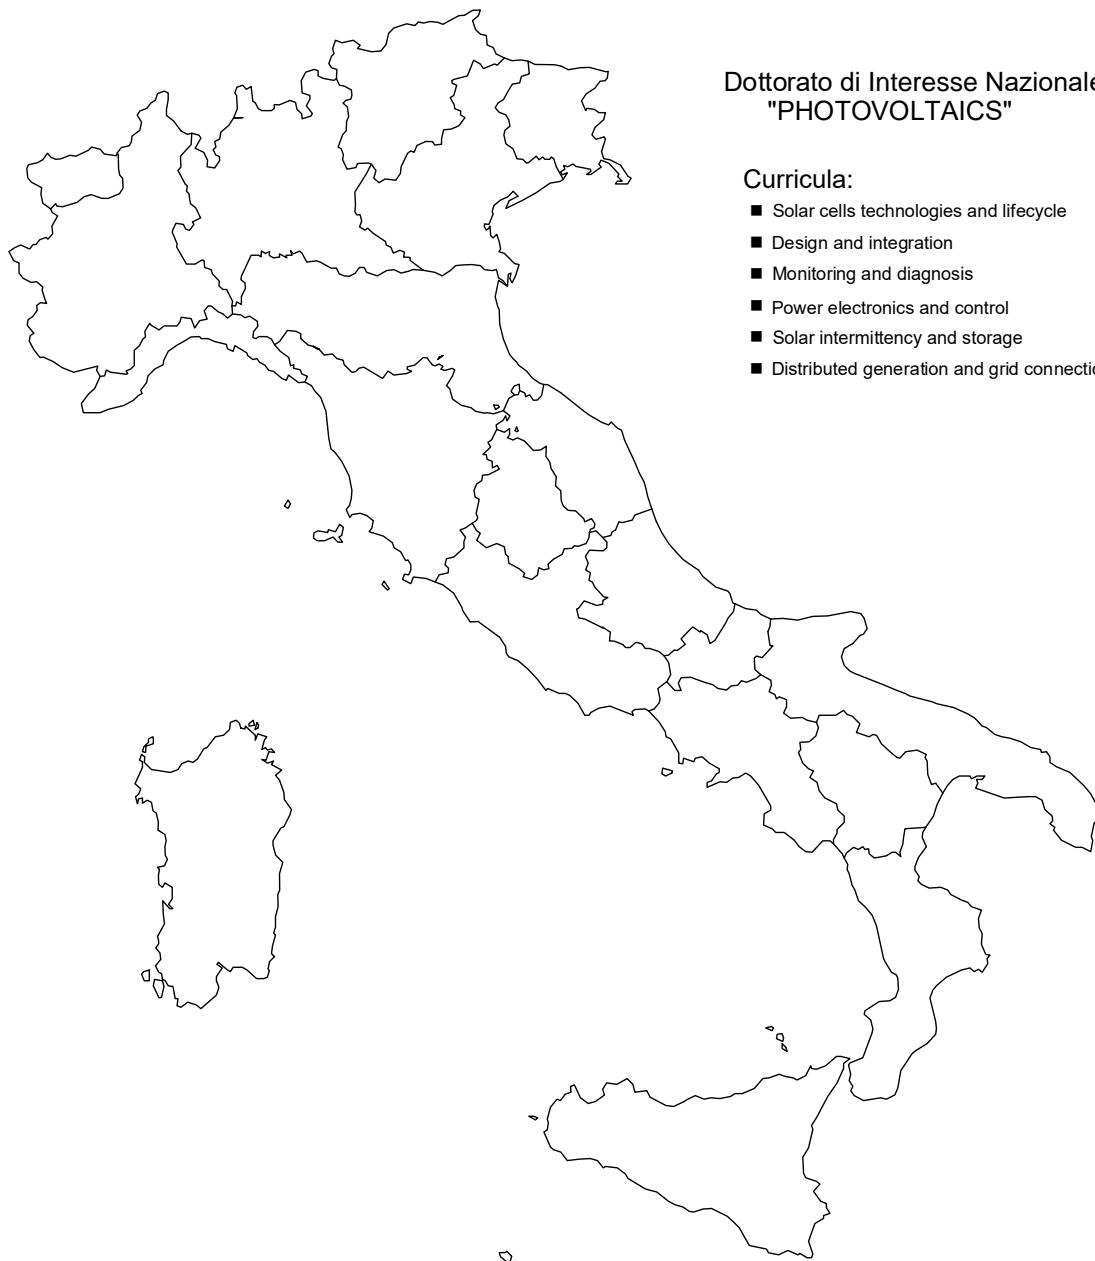 Dottorato di Interesse Nazionale
"PHOTOVOLTAICS"
Curricula:
■ Solar cells technologies and lifecycle
■ Design and integration
■ Monitoring and diagnosis
■ Power electronics and control
■ Solar intermittency and storage
■ Distributed generation and grid connectio